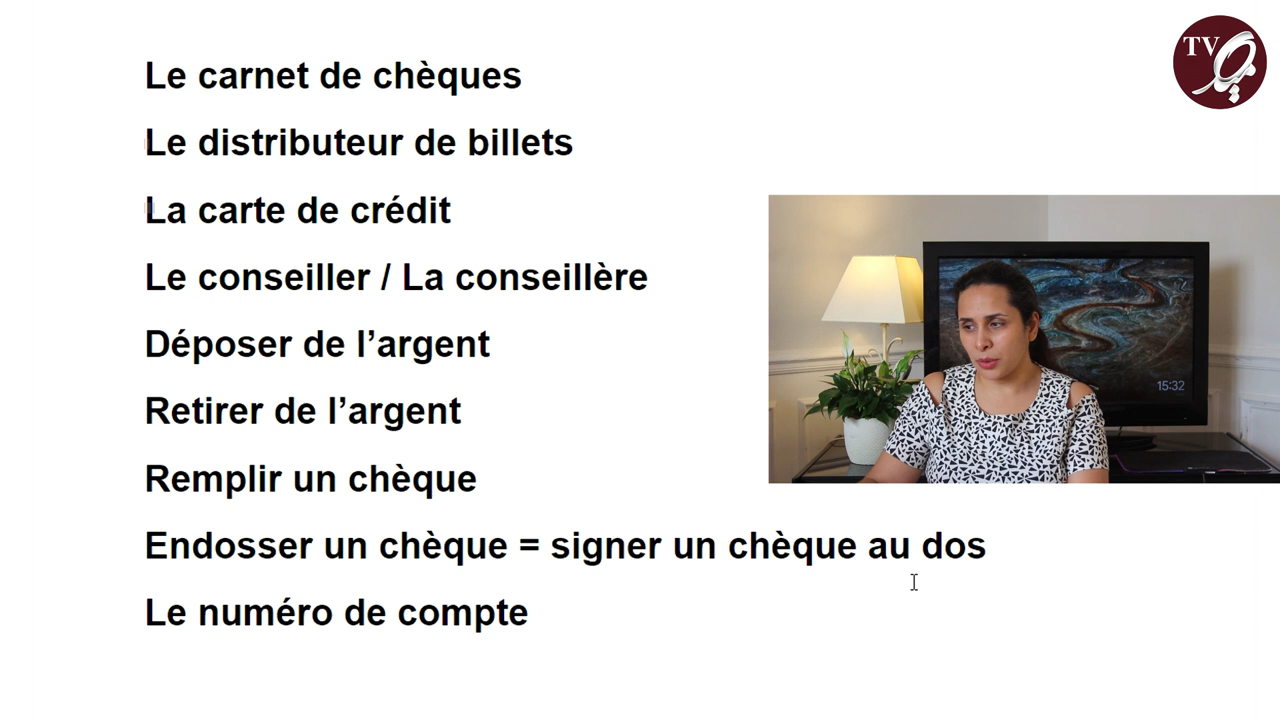 Le carnet de chèques
Le distributeur de billets
La carte de crédit
Le conseiller / La conseillère
Déposer de l’argent
Retirer de l’argent
Remplir un chèque
Endosser un chèque = signer un chèque au dos
Le numéro de compte
TV
15:32